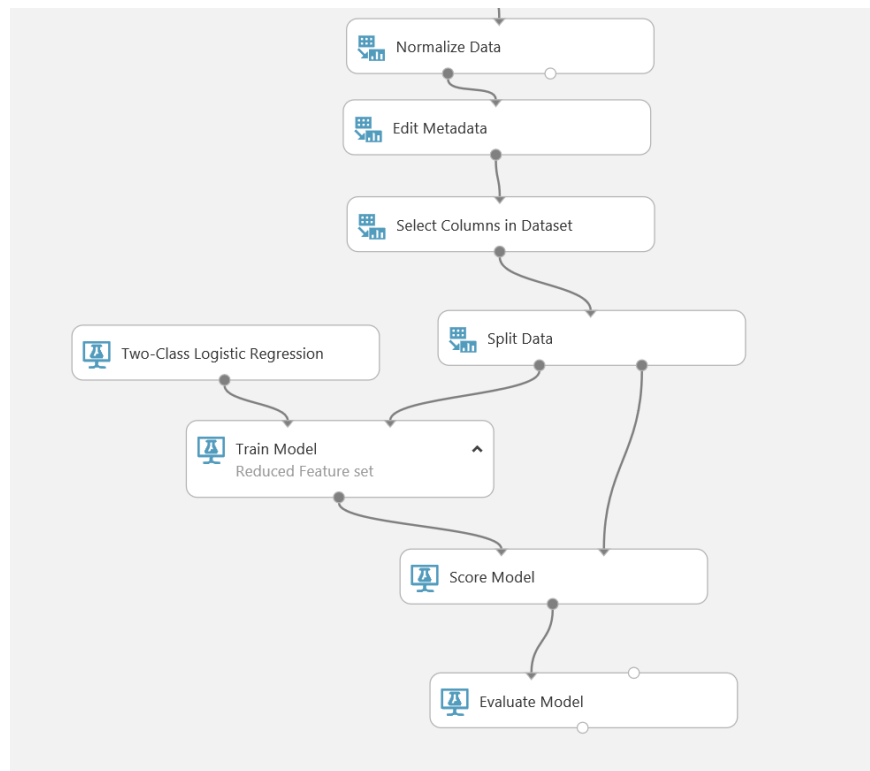 Normalize Data
Edit Metadata
Select Columns in Dataset
Split Data
Two-Class Logistic Regression
Train Model
Reduced Feature set
Score Model
Evaluate Model